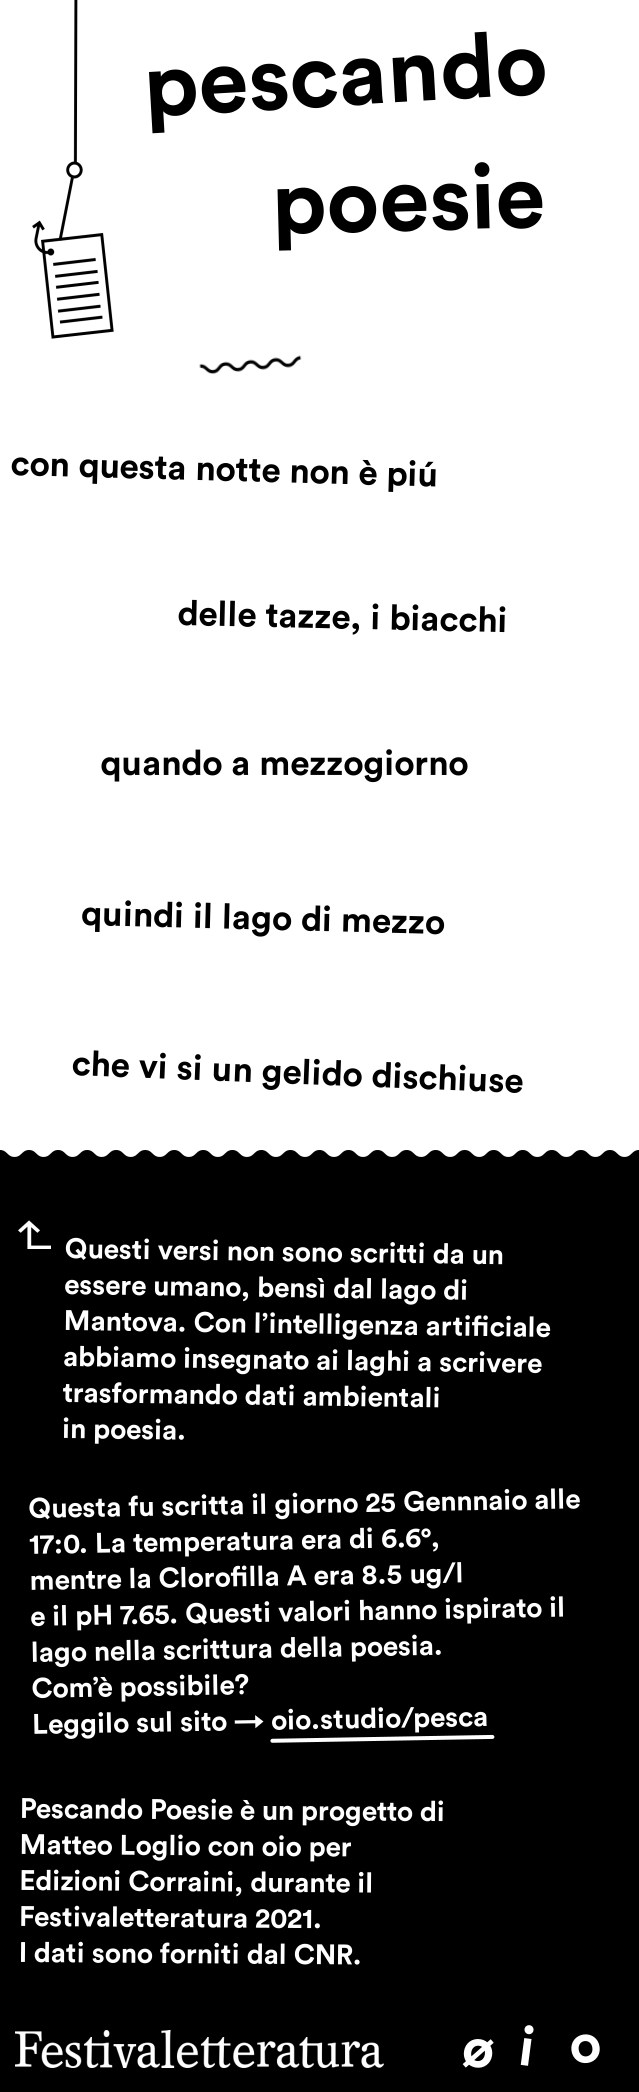 pescando
poesie
con questa notte non è piú
delle tazze, i biacchi
quando a mezzogiorno
quindi il lago di mezzo
che vi si un gelido dischiuse
Questi versi non sono scritti da un
essere umano, bensì dal lago di
Mantova. Con l’intelligenza artificiale
abbiamo insegnato ai laghi a scrivere
trasformando dati ambientali
in poesia.
Questa fu scritta il giorno 25 Gennnaio alle
17:0. La temperatura era di 6.6°,
mentre la Clorofilla A era 8.5 ug/l
e il pH 7.65. Questi valori hanno ispirato il
lago nella scrittura della poesia.
Com’è possibile?
Leggilo sul sito → oio.studio/pesca
Pescando Poesie è un progetto di
Matteo Loglio con oio per
Edizioni Corraini, durante il
Festivaletteratura 2021.
I dati sono forniti dal CNR.
Festivaletteratura ø i o